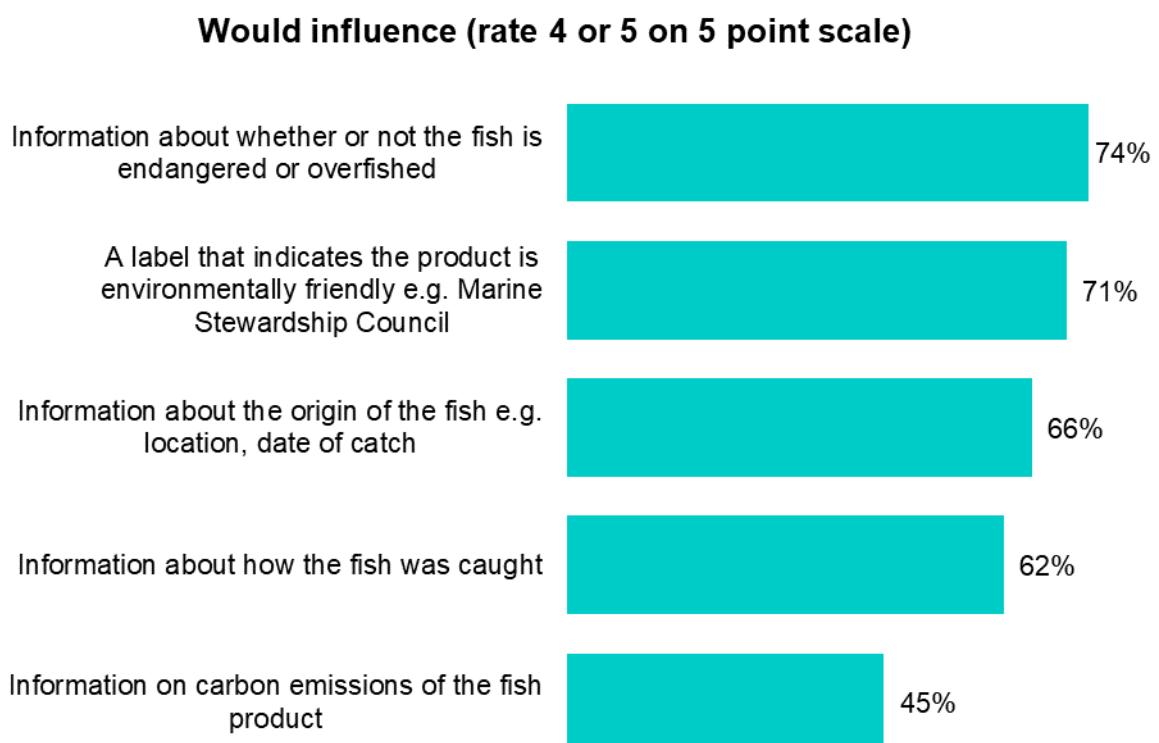 Would influence (rate 4 or 5 on 5 point scale)
Information about whether or not the fish is
endangered or overfished
74%
A label that indicates the product is
environmentally friendly e.g. Marine
Stewardship Council
71%
Information about the origin of the fish e.g.
location, date of catch
66%
Information about how the fish was caught
62%
Information on carbon emissions of the fish
product
45%